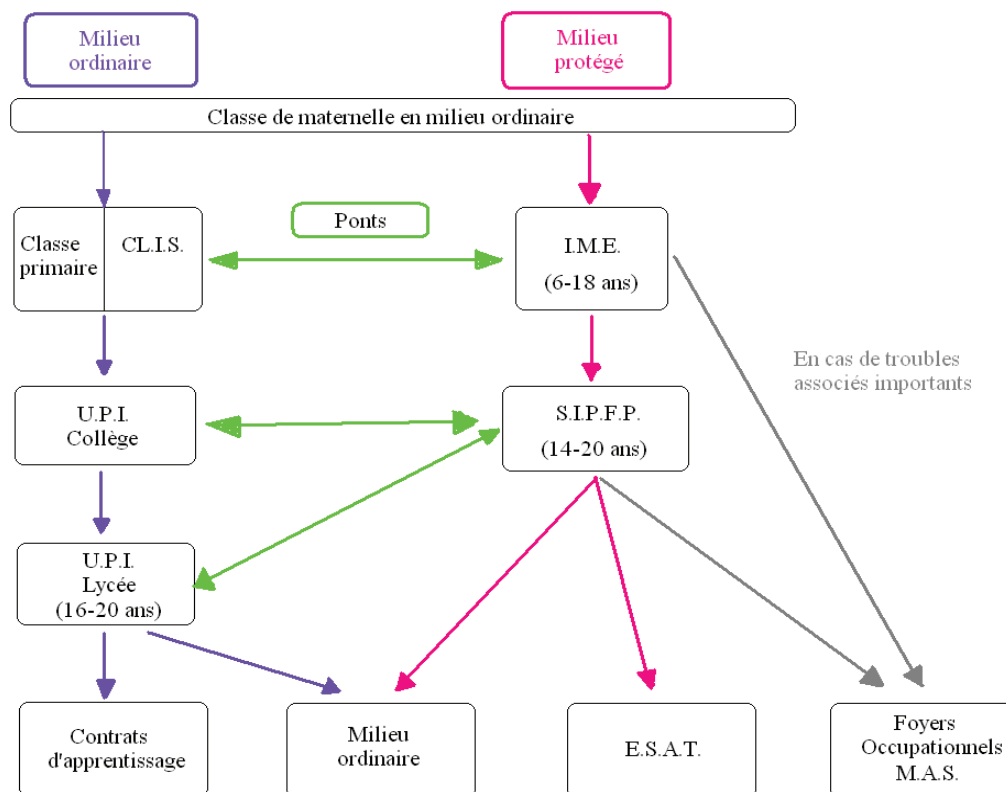 Milieu
ordinaire
Milieu
protégé
Classe de maternelle en milieu ordinaire
Classe
primaire
CL.I.S.
Ponts
I.M.E.
(6-18 ans)
En cas de troubles
associés importants
U.P.I.
Collège
S.I.P.F.P.
(14-20 ans)
U.P.I.
Lycée
(16-20 ans)
Contrats
d'apprentissage
Milieu
ordinaire
E.S.A.T.
Foyers
Occupationnels
M.A.S.